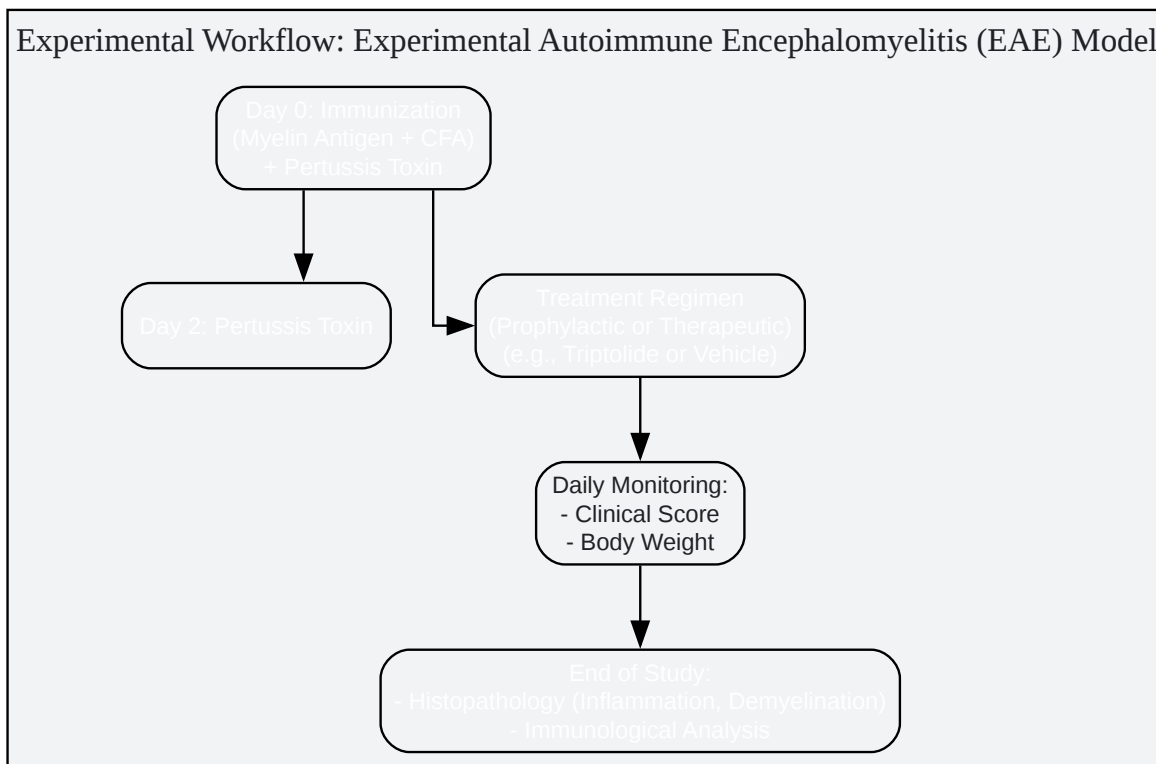 Experimental Workflow: Experimental Autoimmune Encephalomyelitis (EAE) Model
Day 0: Immunization
(Myelin Antigen + CFA)
+ Pertussis Toxin
Day 2: Pertussis Toxin
Treatment Regimen
(Prophylactic or Therapeutic)
(e.g., Triptolide or Vehicle)
Daily Monitoring:
- Clinical Score
- Body Weight
End of Study:
- Histopathology (Inflammation, Demyelination)
- Immunological Analysis